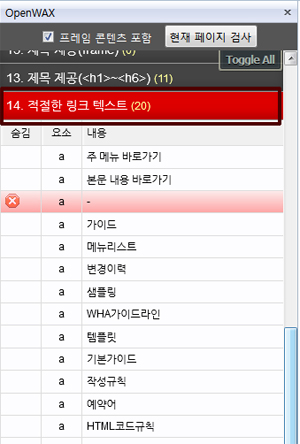 OpenWAX
프레임 콘텐츠 포함 현재 페이지 검사
13. 제목 제공(frame) (0)
Toggle All
13. 제목 제공(<h1>~<h6>) (11)
14. 적절한 링크 텍스트 (20)
숨김 요소 내용
a 주 메뉴 바로가기
a 본문 내용 바로가기
a -
a 가이드
a 메뉴리스트
a 변경이력
a 샘플링
a WHA가이드라인
a 템플릿
a 기본가이드
a 작성규칙
a 예약어
a HTML코드규칙